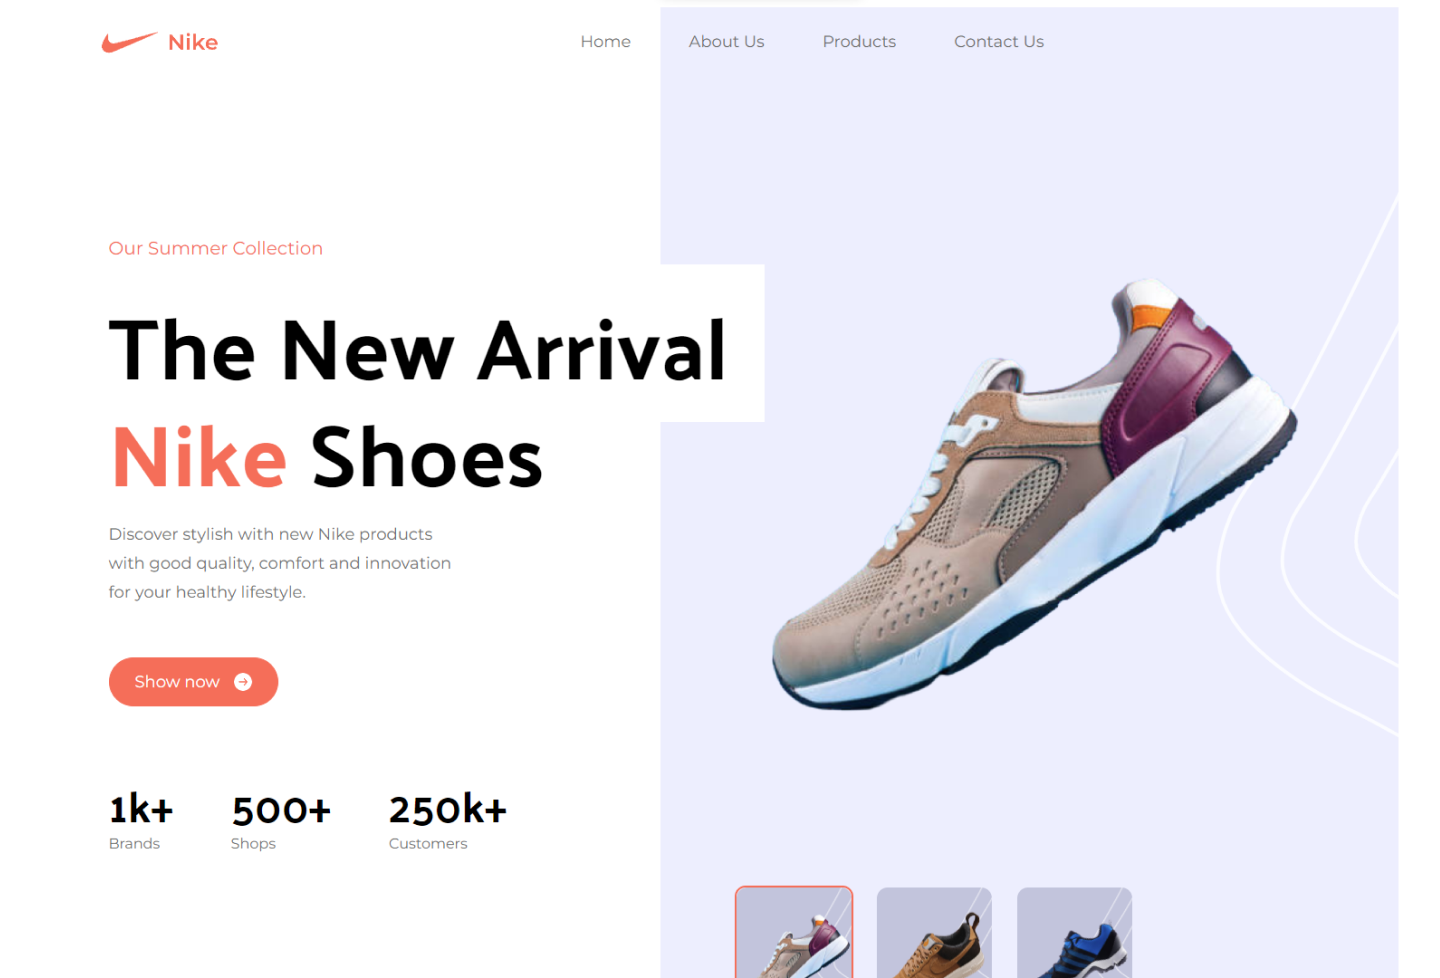 Nike
Home About Us Products Contact Us
Our Summer Collection
The New Arrival
Nike Shoes
Discover stylish with new Nike products
with good quality, comfort and innovation
for your healthy lifestyle.
Show now
1k+ 500+ 250k+
Brands Shops Customers